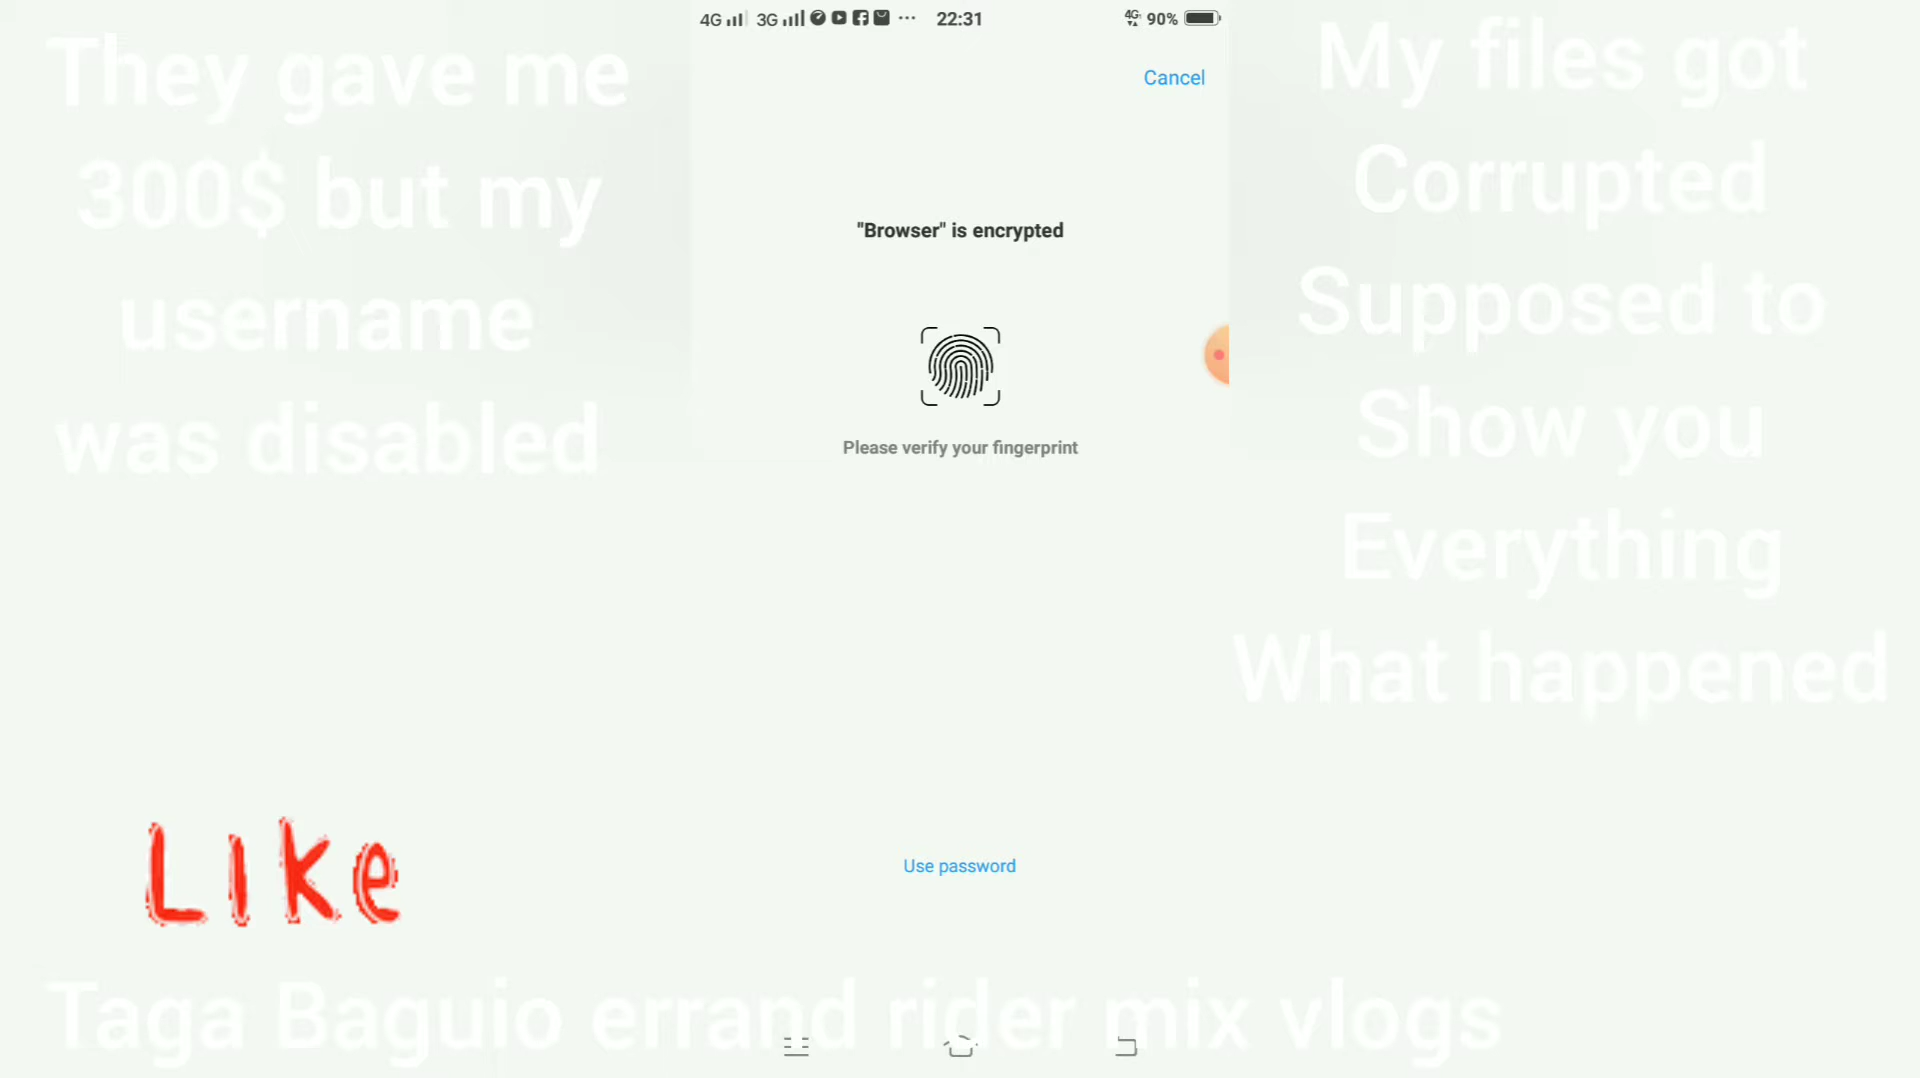 They gave me
300$ but my
username
was disabled
4G 3G 22:31 4G 90%
Cancel
"Browser" is encrypted
Please verify your fingerprint
Use password
My files got
Corrupted
Supposed to
Show you
Everything
What happened
Like
Taga Baguio errand rider mix vlogs